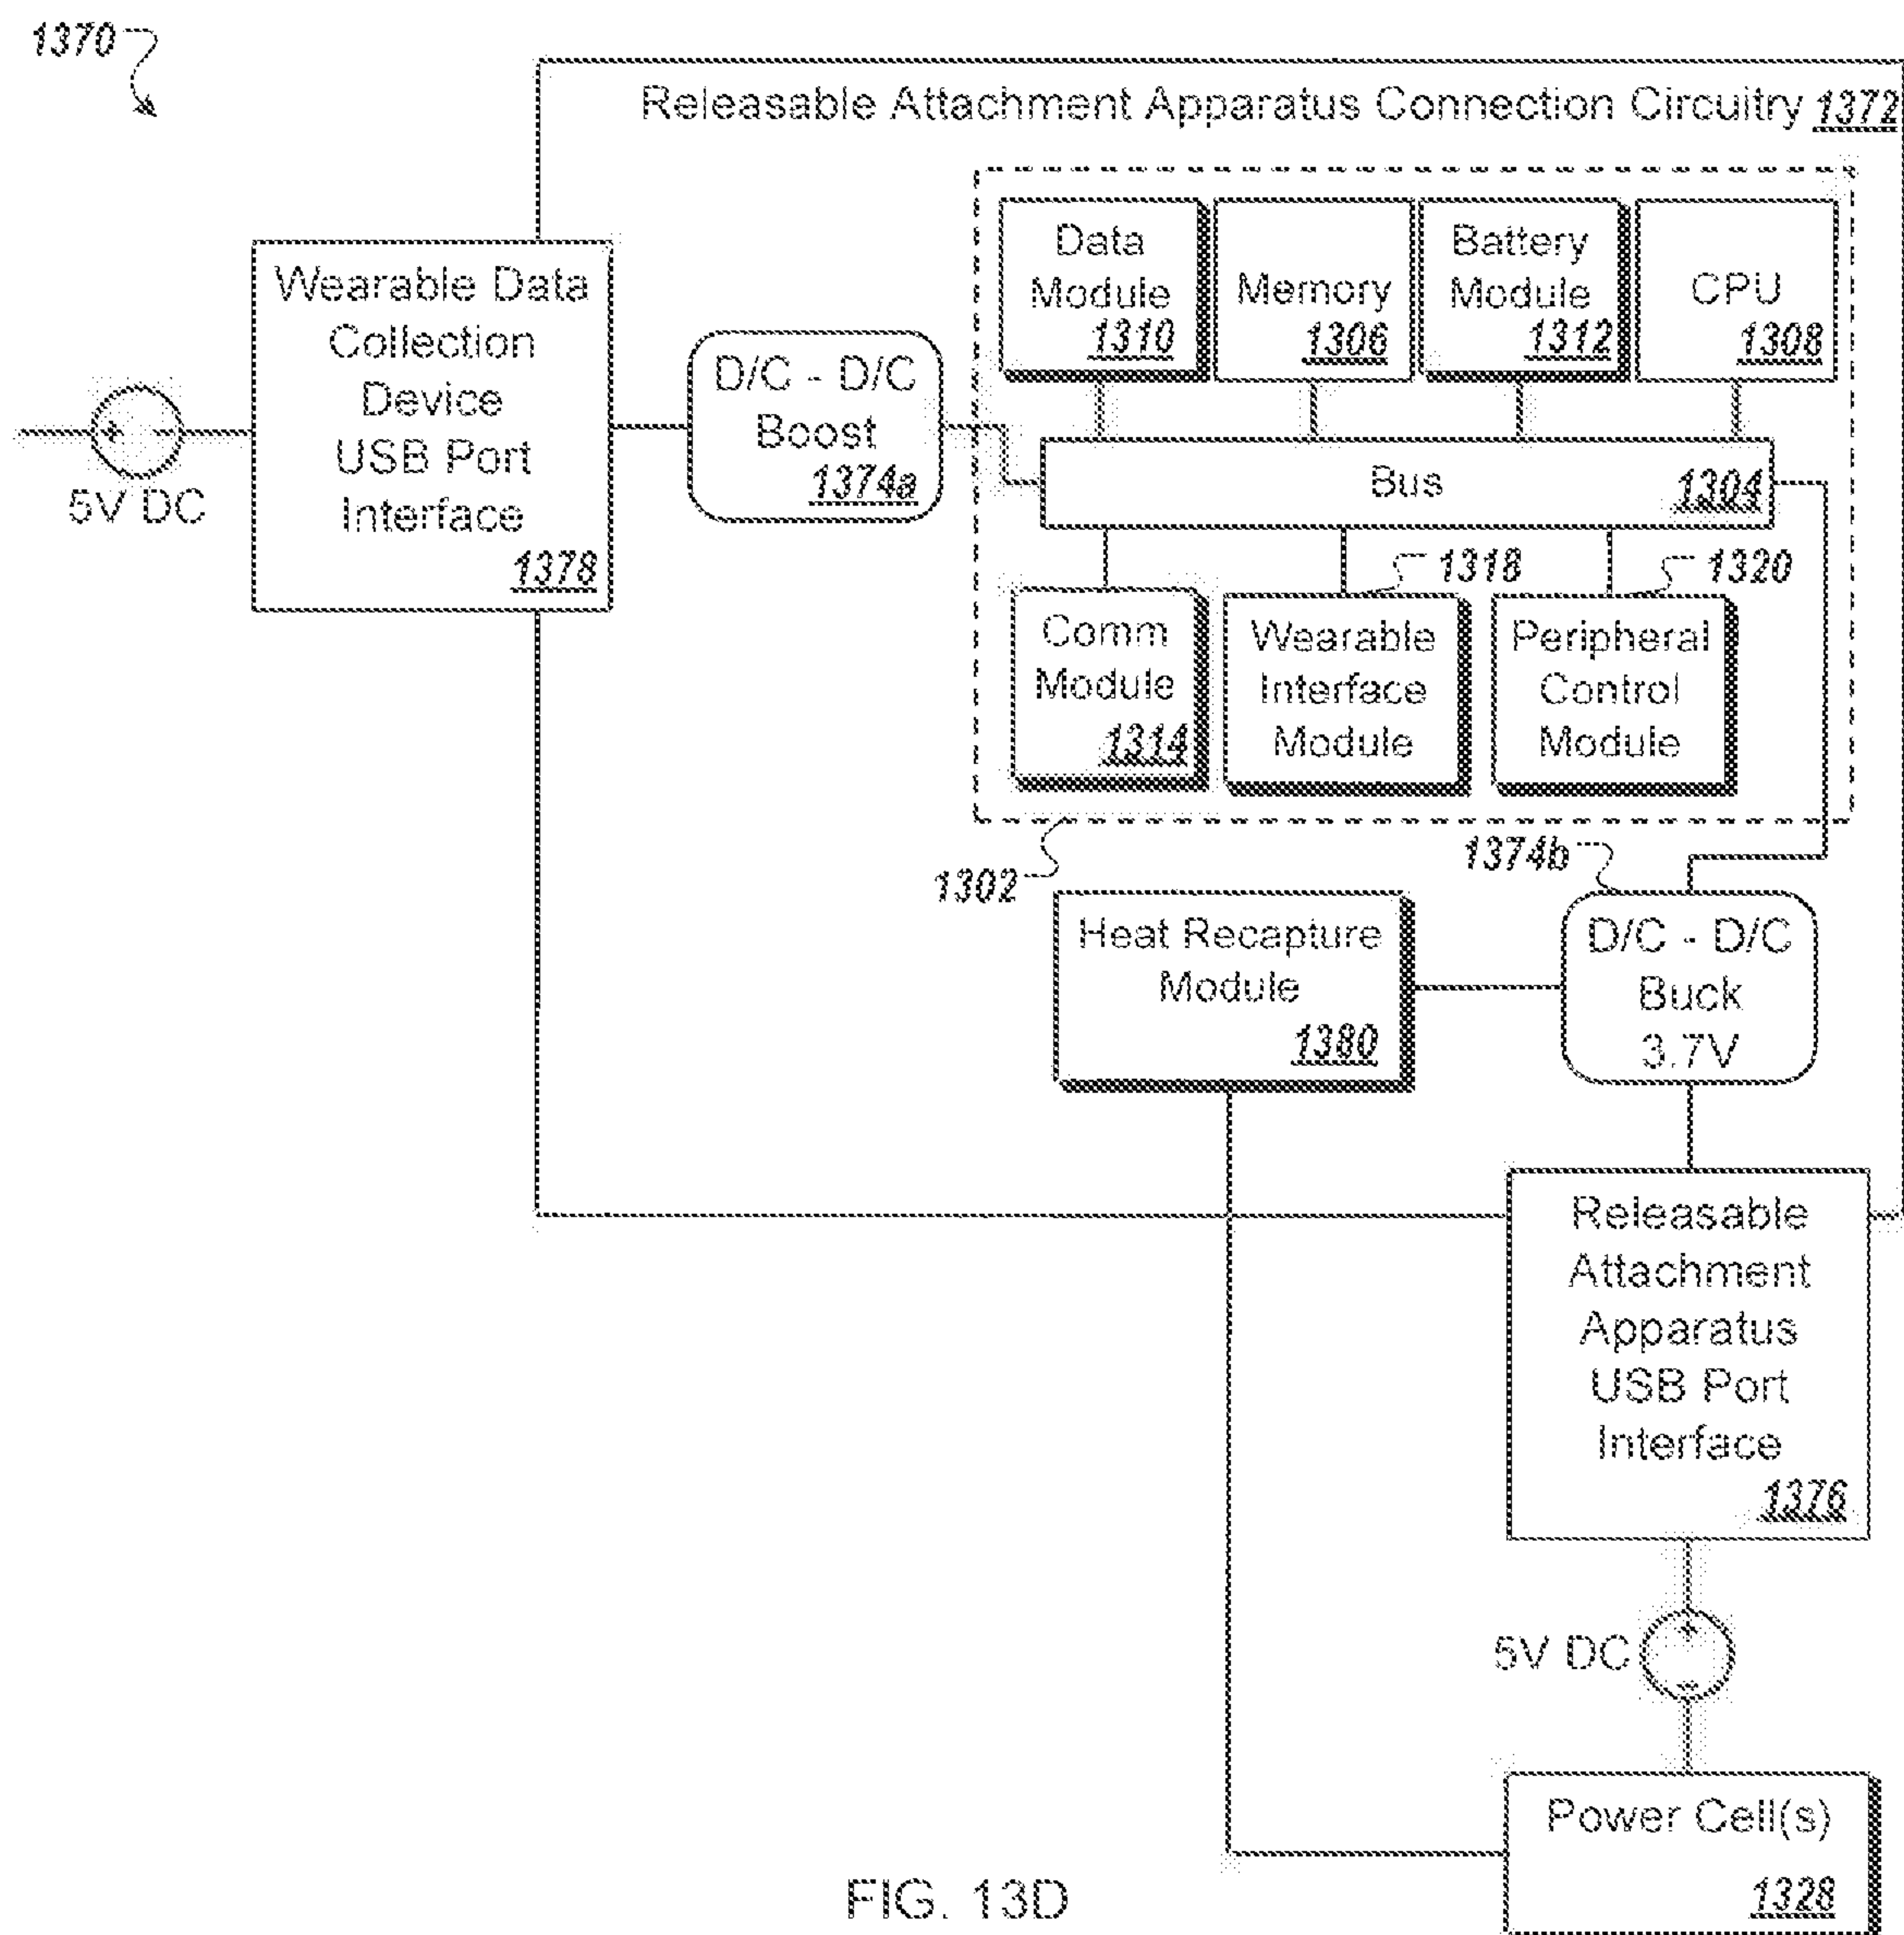 1370
Releasable Attachment Apparatus Connection Circuitry 1372
Wearable Data
Collection
Device
USB Port
Interface
1378
5V DC
D/C - D/C
Boost
1374a
Data
Module
1310
Memory
1306
Battery
Module
1312
CPU
1308
Bus
1304
1318
1320
Comm
Module
1314
Wearable
Interface
Module
Peripheral
Control
Module
1302
1374b
Heat Recapture
Module
1380
D/C - D/C
Buck
3.7V
Releasable
Attachment
Apparatus
USB Port
Interface
1376
5V DC
Power Cell(s)
1328
FIG. 13D